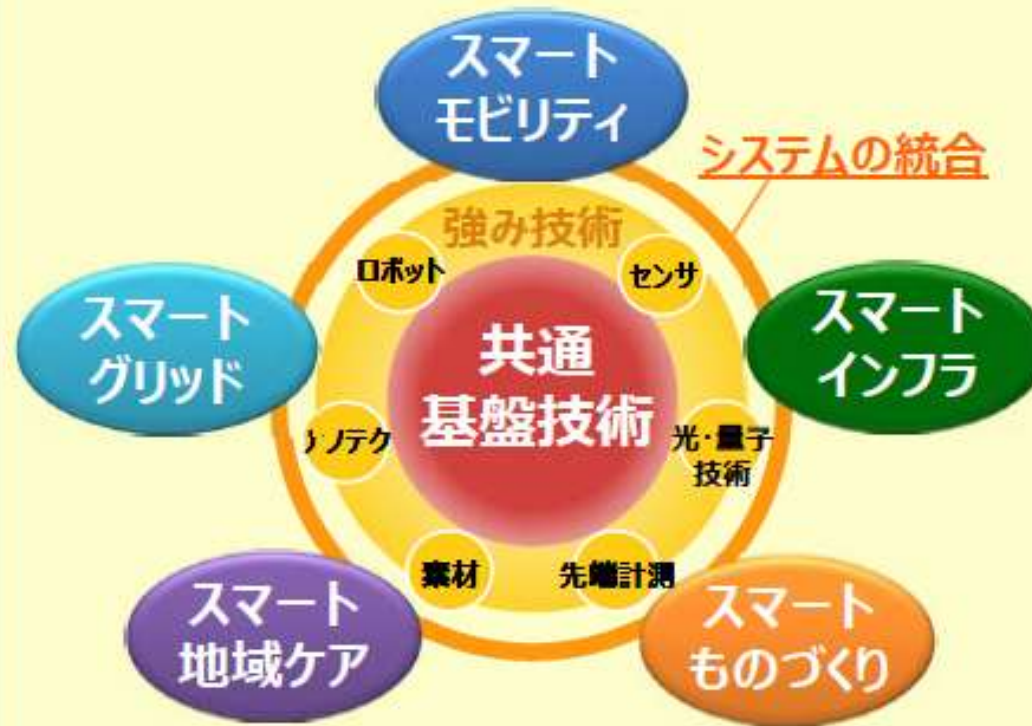 スマート
モビリティ
システムの統合
強み技術
ロボット
センサ
スマート
グリッド
スマート
インフラ
共通
基盤技術
ノテク
光・量子
技術
素材
先端計測
スマート
地域ケア
スマート
ものづくり